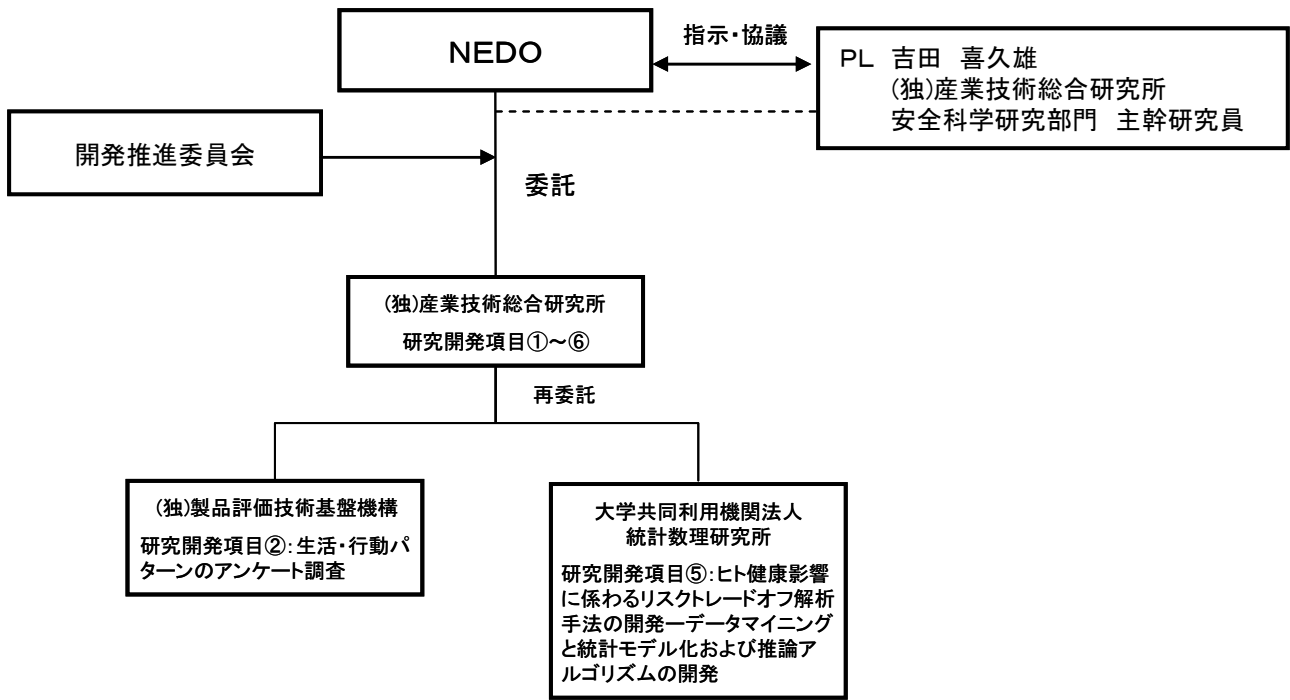 NEDO
指示・協議
PL 吉田 喜久雄
(独)産業技術総合研究所
安全科学研究部門 主幹研究員
開発推進委員会
委託
(独)産業技術総合研究所
研究開発項目①～⑥
再委託
(独)製品評価技術基盤機構
研究開発項目②:生活・行動パ
ターンのアンケート調査
大学共同利用機関法人
統計数理研究所
研究開発項目⑤:ヒト健康影響
に係わるリスクトレードオフ解析
手法の開発ーデータマイニング
と統計モデル化および推論ア
ルゴリズムの開発